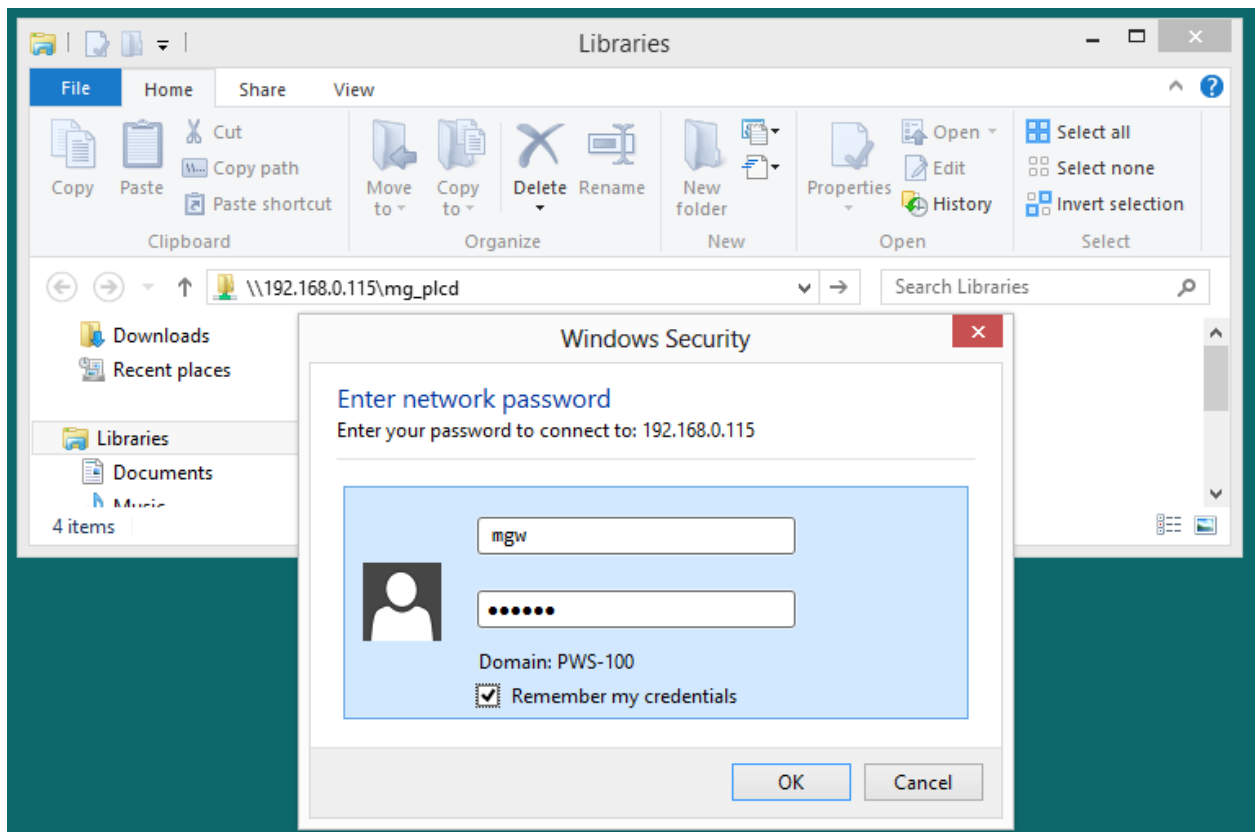 Libraries
File Home Share View
Copy
Paste
Cut
Copy path
Paste shortcut
Clipboard
Move to
Copy to
Delete
Rename
Organize
New folder
New
Properties
Open
Edit
History
Open
Select all
Select none
Invert selection
Select
\\192.168.0.115\mg_plcd
Search Libraries
Downloads
Recent places
Libraries
Documents
Music
4 items
Windows Security
Enter network password
Enter your password to connect to: 192.168.0.115
mgw
Domain: PWS-100
Remember my credentials
OK Cancel